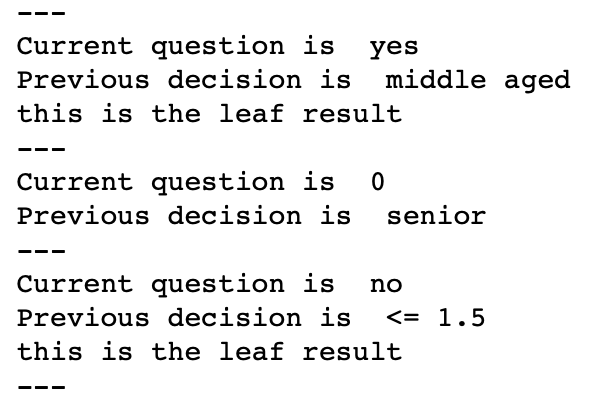 ---
Current question is  yes
Previous decision is  middle aged
this is the leaf result
---
Current question is  0
Previous decision is  senior
---
Current question is  no
Previous decision is  <= 1.5
this is the leaf result
---